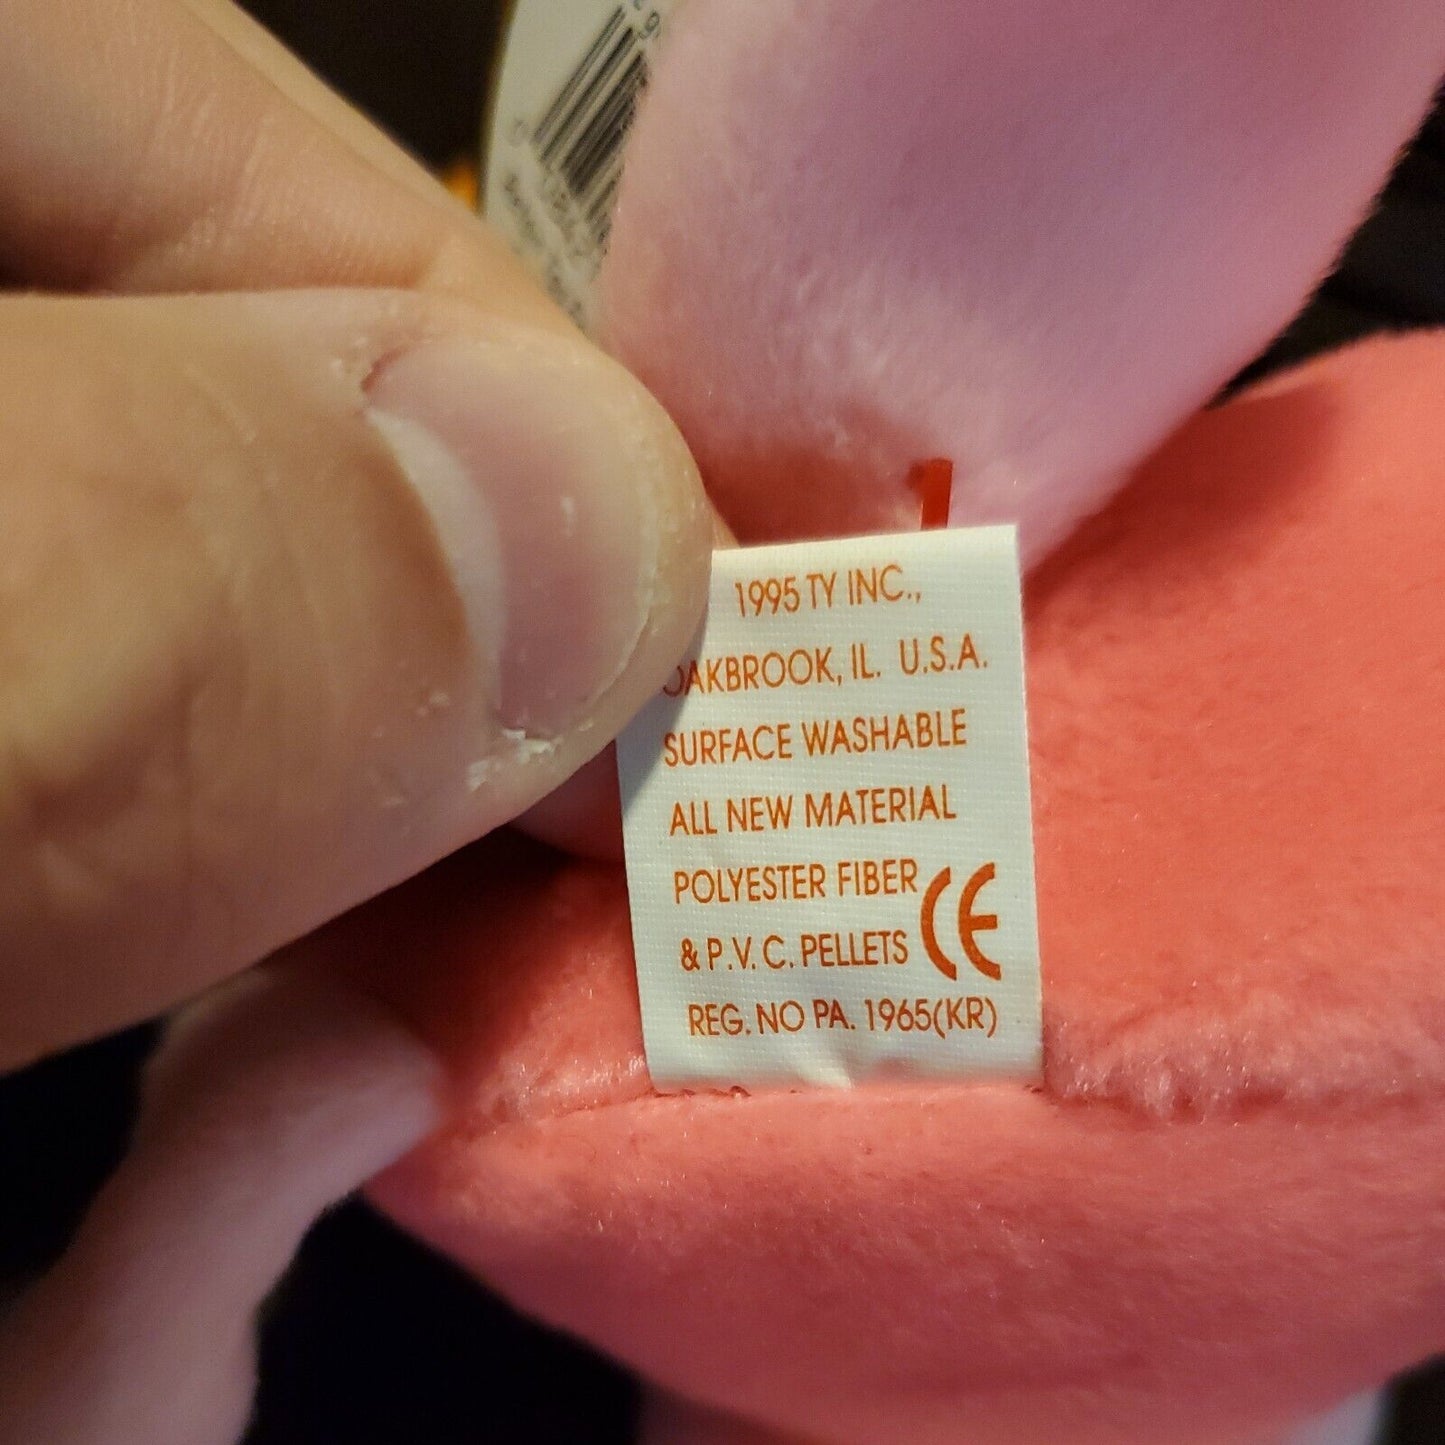 1995 TY INC.,
OAKBROOK, IL. U.S.A.
SURFACE WASHABLE
ALL NEW MATERIAL
POLYESTER FIBER
& P.V.C. PELLETS
CE
REG. NO PA. 1965(KR)